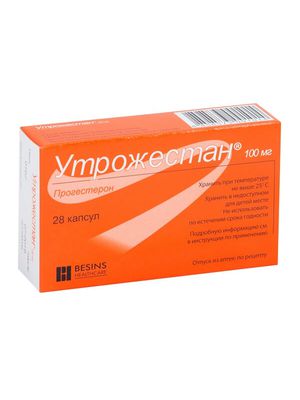 Утрожестан® 100 мг
Прогестерон
28 капсул
Хранить при температуре
не выше 25°C
Хранить в недоступном
для детей месте
Не использовать
по истечении срока годности
Подробную информацию см.
в инструкции по применению
BESINS
HEALTHCARE
Отпуск из аптек по рецепту
Утрожестан®